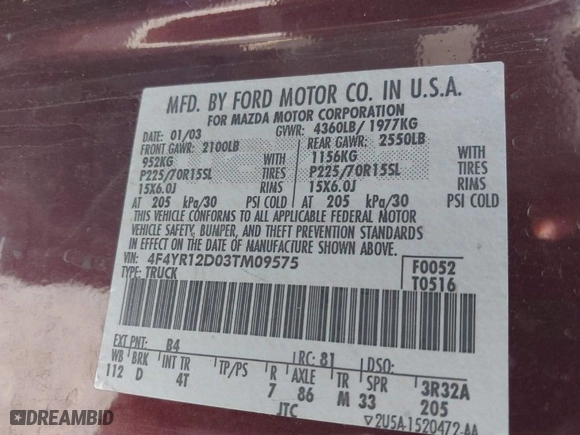 MFD. BY FORD MOTOR CO. IN U.S.A.
FOR MAZDA MOTOR CORPORATION
DATE: 01/03 GVWR: 4360LB/ 1977KG
FRONT GAWR: 2100LB REAR GAWR: 2550LB
952KG WITH 1156KG WITH
P225/70R15SL TIRES P225/70R15SL TIRES
15X6.0J RIMS 15X6.0J RIMS
AT 205 kPa/30 PSI COLD AT 205 kPa/30 PSI COLD
THIS VEHICLE CONFORMS TO ALL APPLICABLE FEDERAL MOTOR
VEHICLE SAFETY, BUMPER, AND THEFT PREVENTION STANDARDS
IN EFFECT ON THE DATE OF MANUFACTURE SHOWN ABOVE.
VIN: 4F4YR12D03TM09575 F0052
TYPE: TRUCK T0516
EXT PNT: B4 RC: 81 DSO:
WB BRK INT TR TP/PS R AXLE TR SPR 3R32A
112 D 4T 7 86 M 33 205
JTC ▽2U5A-1520472-AA
DREAMBID